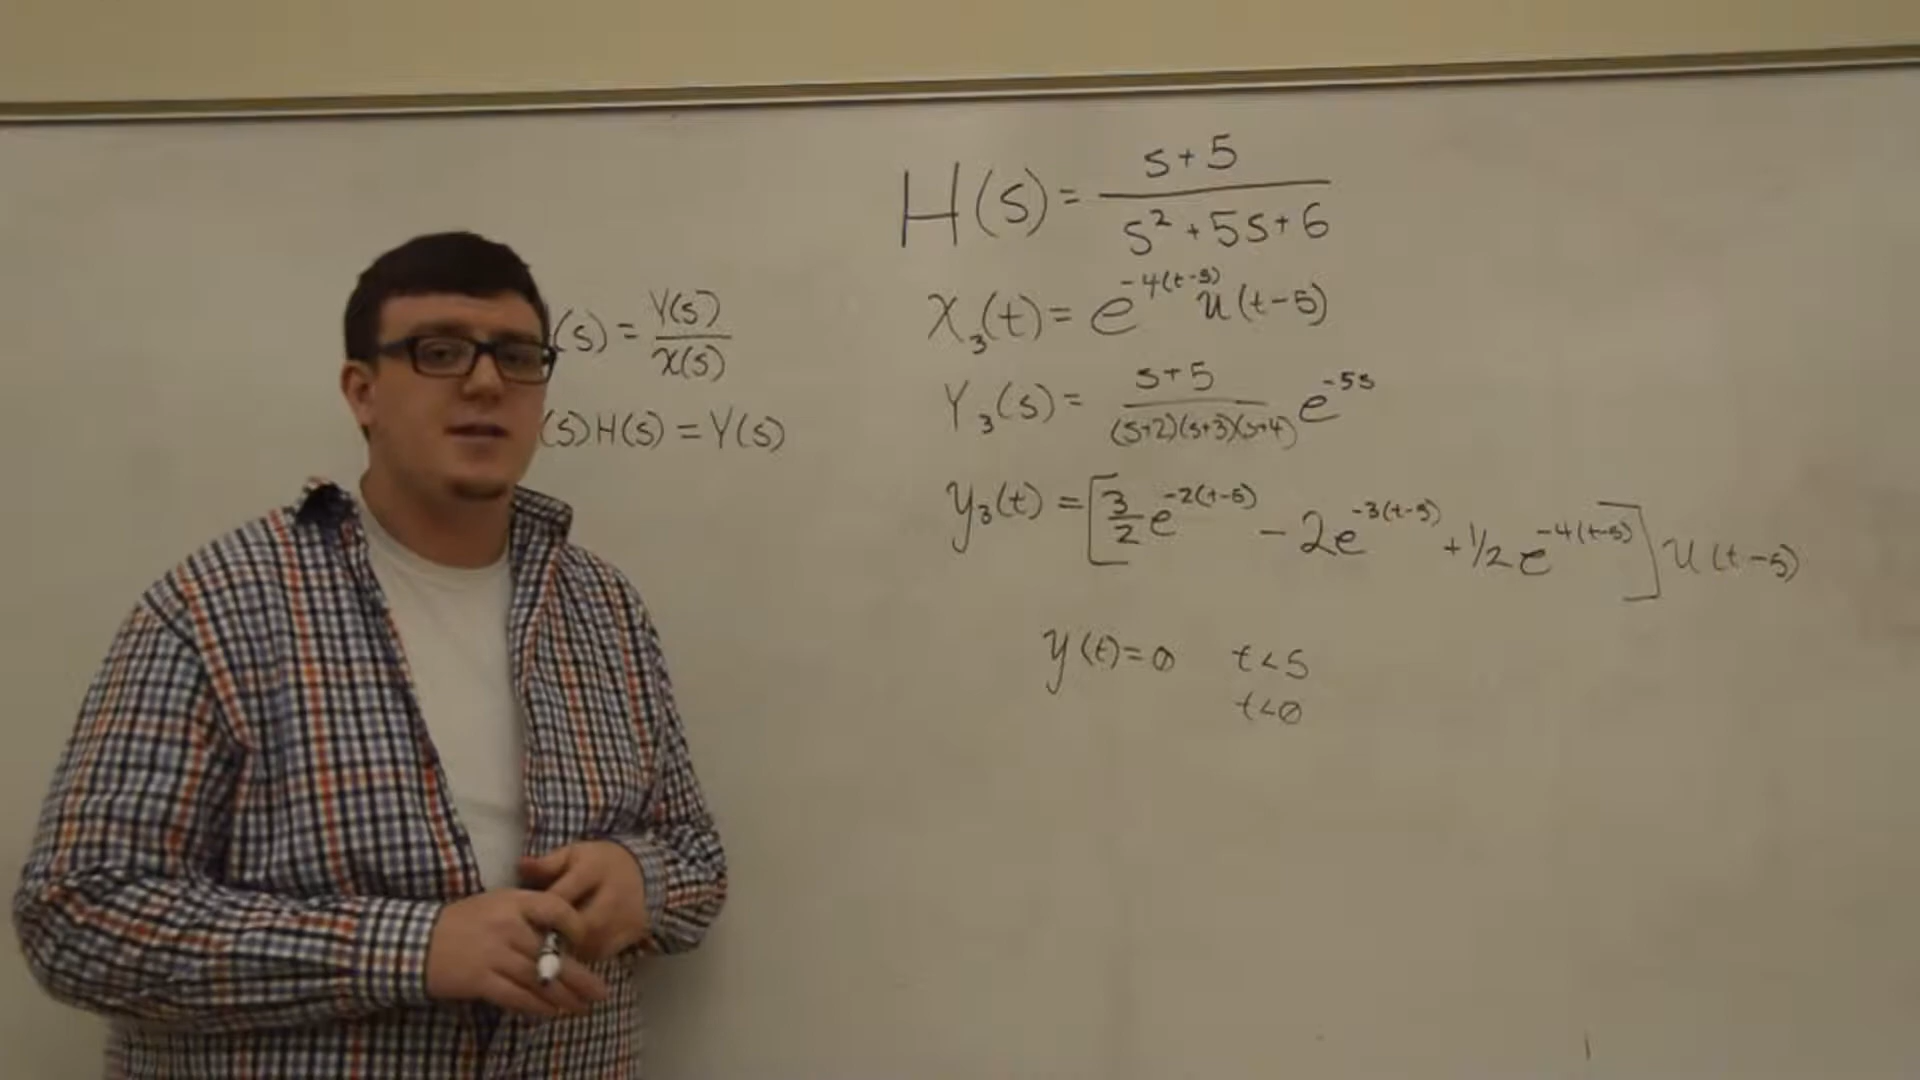 (s) = Y(s)/X(s)
(s)H(s) = Y(s)
H(s) = s+5/s²+5s+6
X₃(t) = e^-4(t-5) u(t-5)
Y₃(s) = s+5/(s+2)(s+3)(s+4) e^-5s
y₃(t) = [3/2 e^-2(t-5) - 2e^-3(t-5) + 1/2 e^-4(t-5)] u(t-5)
y(t)=0 t<5
t<0